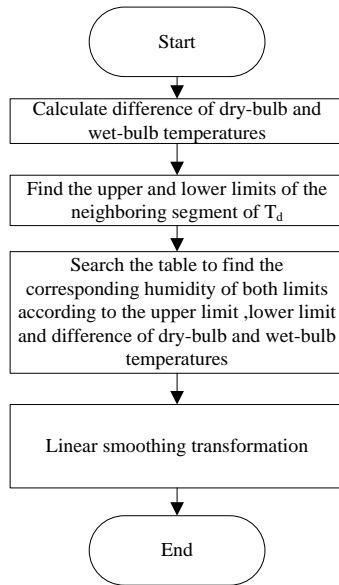 Start
Calculate difference of dry-bulb and
wet-bulb temperatures
Find the upper and lower limits of the
neighboring segment of Td
Search the table to find the
corresponding humidity of both limits
according to the upper limit ,lower limit
and difference of dry-bulb and wet-bulb
temperatures
Linear smoothing transformation
End